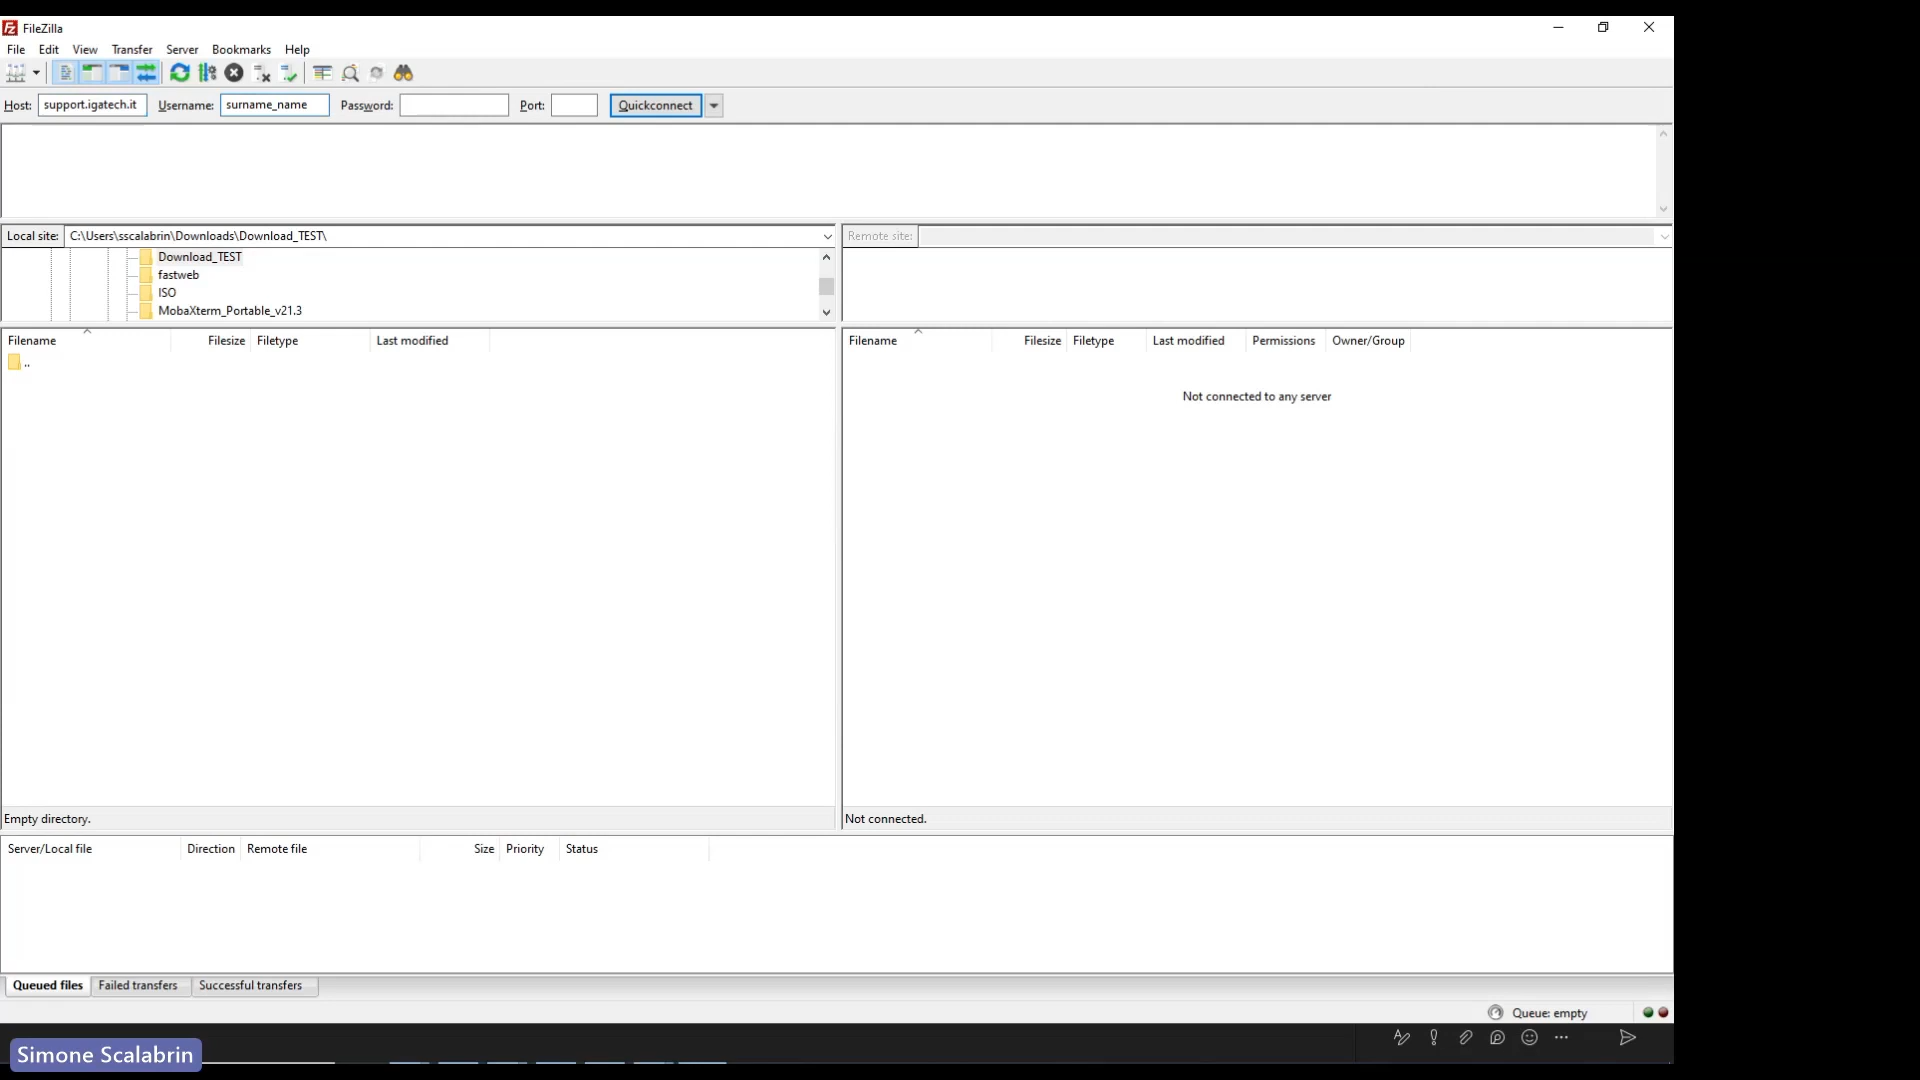 FileZilla
File Edit View Transfer Server Bookmarks Help
Host: support.igatech.it Username: surname_name Password: Port: Quickconnect
Local site: C:\Users\sscalabrin\Downloads\Download_TEST\ Remote site:
Download_TEST
fastweb
ISO
MobaXterm_Portable_v21.3
Filename Filesize Filetype Last modified
..
Filename Filesize Filetype Last modified Permissions Owner/Group
Not connected to any server
Empty directory.
Not connected.
Server/Local file Direction Remote file Size Priority Status
Queued files Failed transfers Successful transfers
Queue: empty
Simone Scalabrin